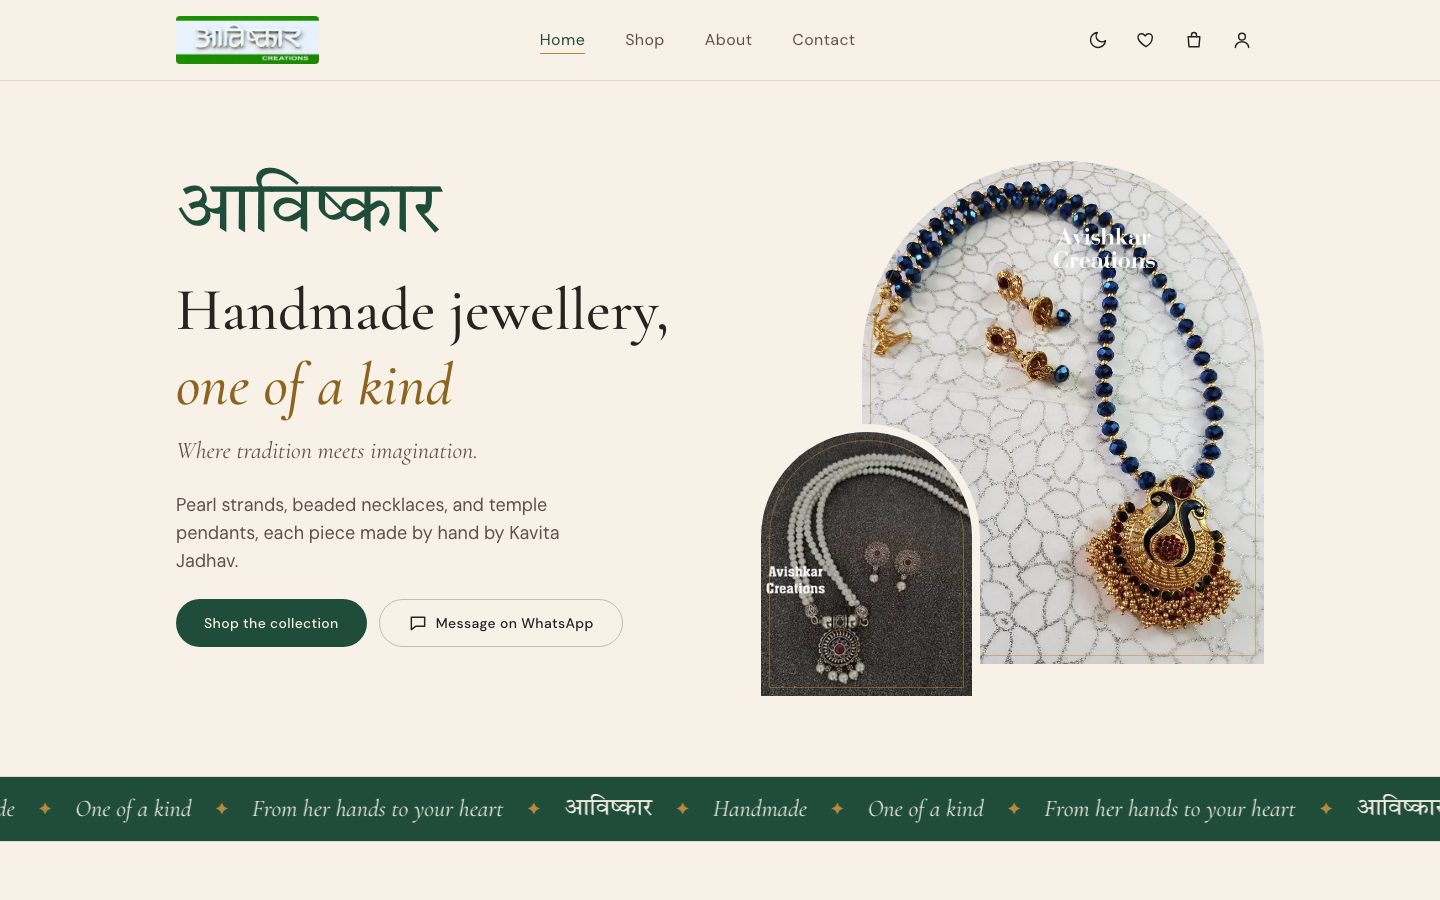 आविष्कार
CREATIONS
Home
Shop
About
Contact
आविष्कार
Handmade jewellery,
one of a kind
Where tradition meets imagination.
Pearl strands, beaded necklaces, and temple
pendants, each piece made by hand by Kavita
Jadhav.
Shop the collection
Message on WhatsApp
Avishkar
Creations
Avishkar
Creations
de ✦ One of a kind ✦ From her hands to your heart ✦ आविष्कार ✦ Handmade ✦ One of a kind ✦ From her hands to your heart ✦ आविष्कार